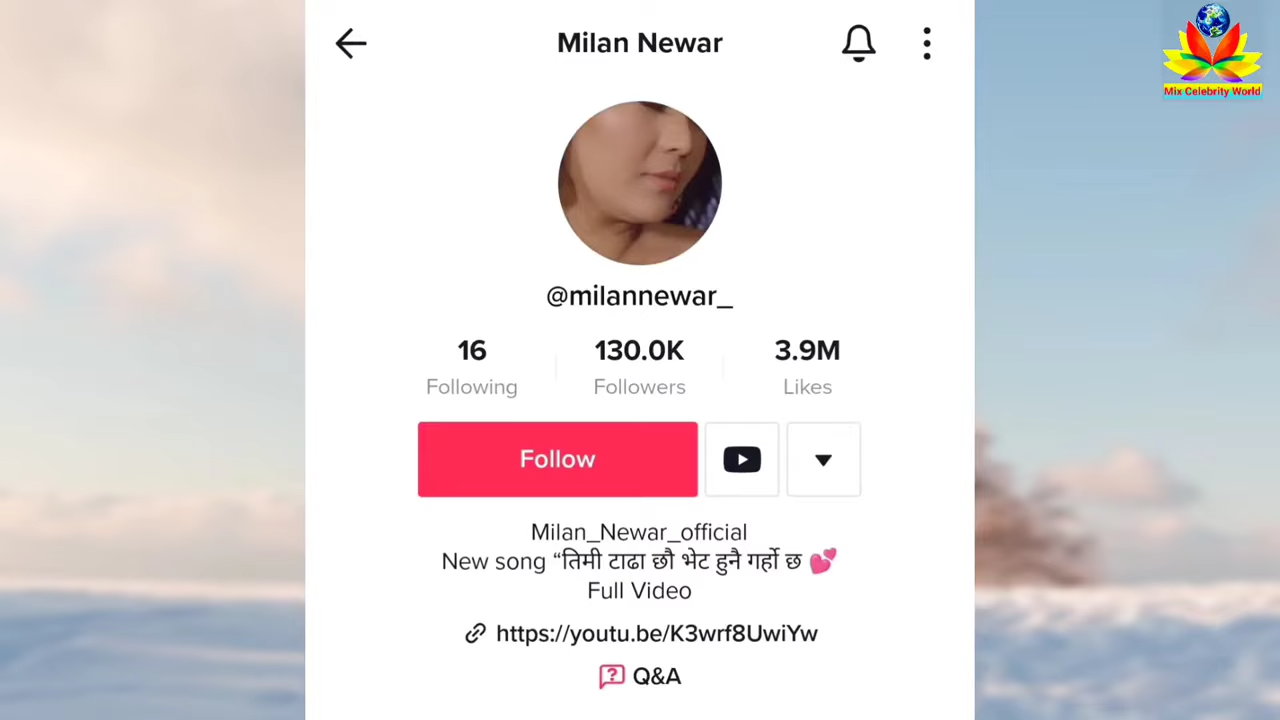 Milan Newar
Mix Celebrity World
@milannewar_
16 130.0K 3.9M
Following Followers Likes
Follow
Milan_Newar_official
New song “तिमी टाढा छौ भेट हुनै गर्हो छ 💕
Full Video
https://youtu.be/K3wrf8UwiYw
Q&A